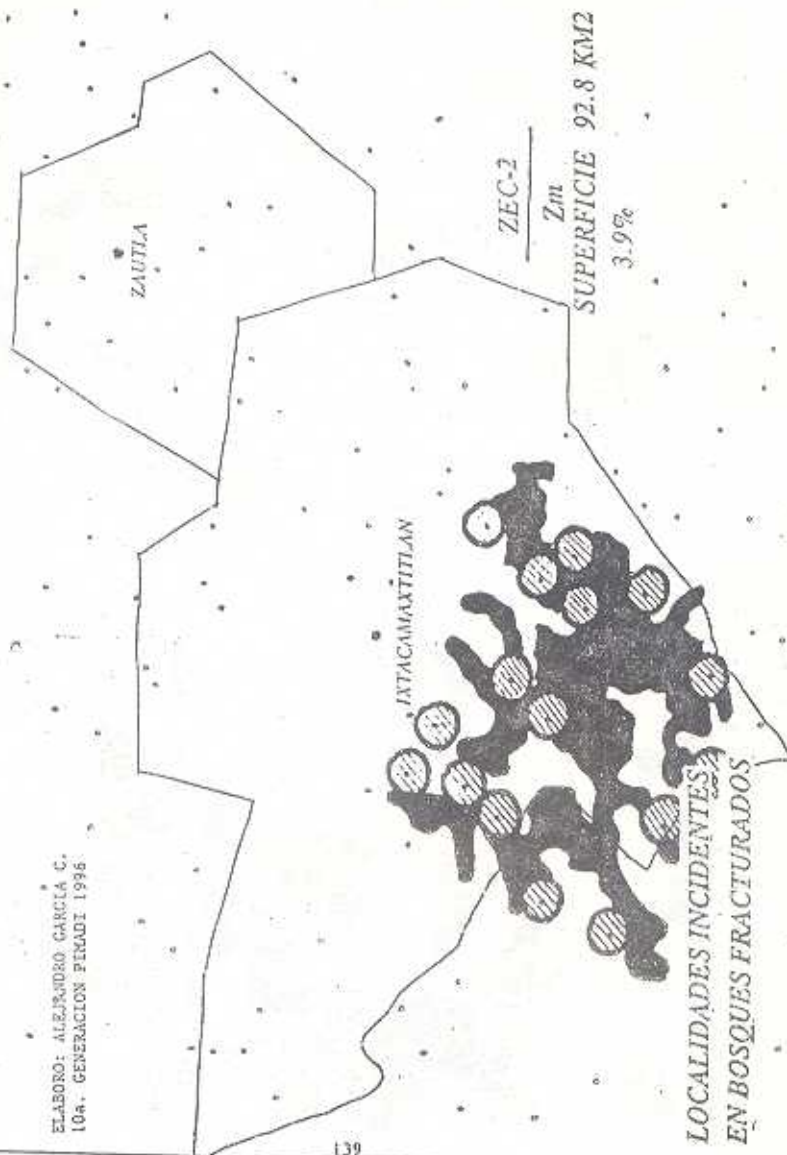 ELABORO: ALEJANDRO GARCIA C.
10a. GENERACION PIMADI 1996
ZAUTLA
IXTACAMAXTITLAN
ZEC-2
Zm
SUPERFICIE 92.8 KM2
3.9%
LOCALIDADES INCIDENTES
EN BOSQUES FRACTURADOS
139